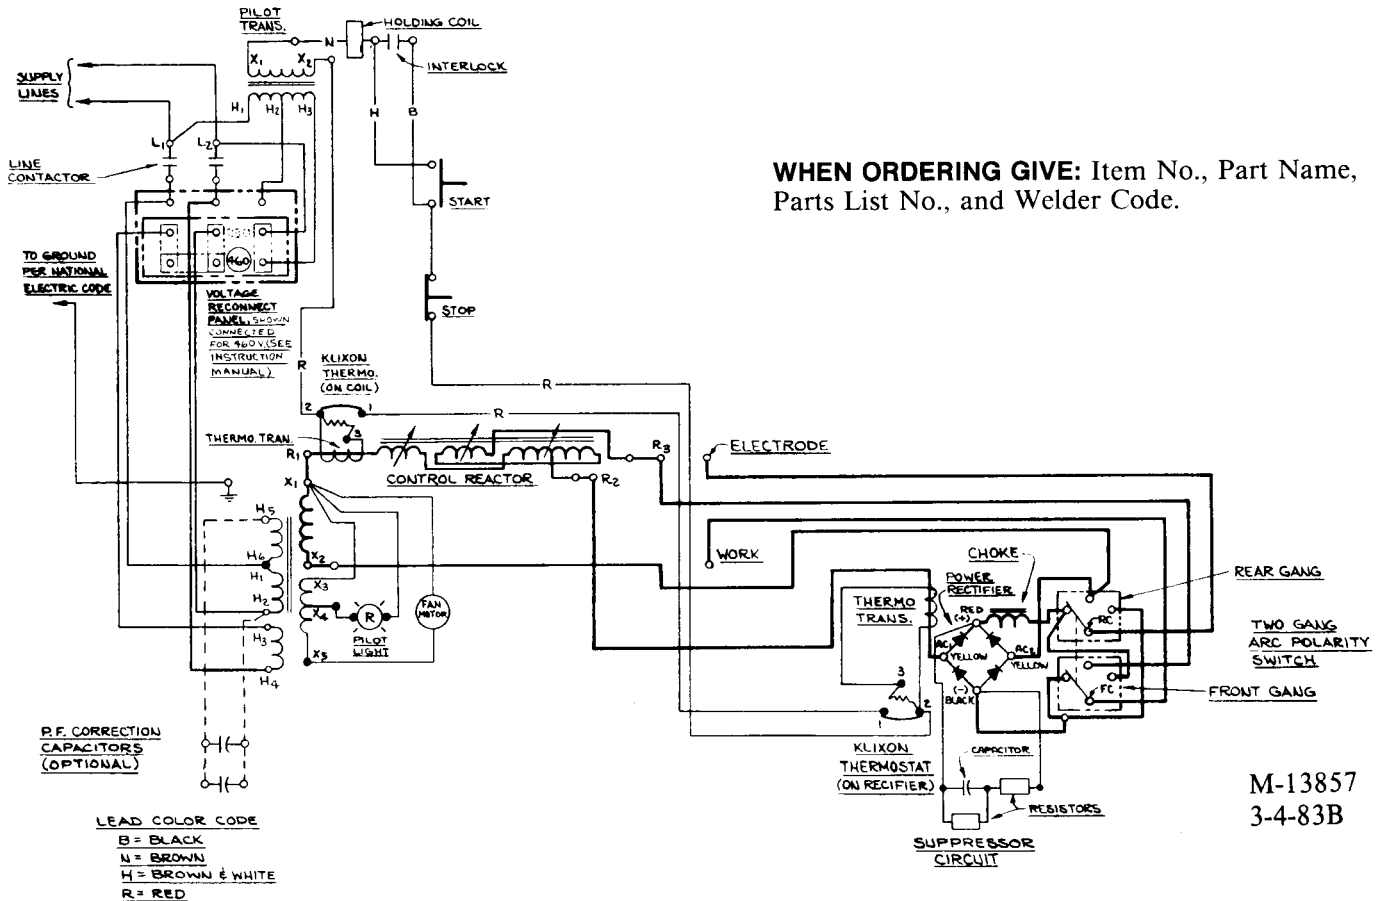 PILOT
TRANS.
HOLDING COIL
N
X1
X2
INTERLOCK
SUPPLY
LINES
H1
H2
H3
H
B
L1
L2
LINE
CONTACTOR
START
WHEN ORDERING GIVE: Item No., Part Name,
Parts List No., and Welder Code.
460
TO GROUND
PER NATIONAL
ELECTRIC CODE
VOLTAGE
RECONNECT
PANEL, SHOWN
CONNECTED
FOR 460 V. (SEE
INSTRUCTION
MANUAL)
STOP
R
KLIXON
THERMO.
(ON COIL)
R
2
1
R
3
THERMO. TRAN.
R1
R3
ELECTRODE
CONTROL REACTOR
R2
X1
H5
H6
X2
WORK
CHOKE
H1
X3
POWER
RECTIFIER
REAR GANG
H2
X4
R
FAN
MOTOR
THERMO
TRANS.
RED
(+)
RC
H3
PILOT
LIGHT
AC1
YELLOW
AC2
YELLOW
TWO GANG
ARC POLARITY
SWITCH
X5
H4
3
(-)
BLACK
FC
FRONT GANG
1
2
P.F. CORRECTION
CAPACITORS
(OPTIONAL)
KLIXON
THERMOSTAT
(ON RECIFIER)
CAPACITOR
RESISTORS
M-13857
3-4-83B
LEAD COLOR CODE
B = BLACK
N = BROWN
H = BROWN & WHITE
R = RED
SUPPRESSOR
CIRCUIT